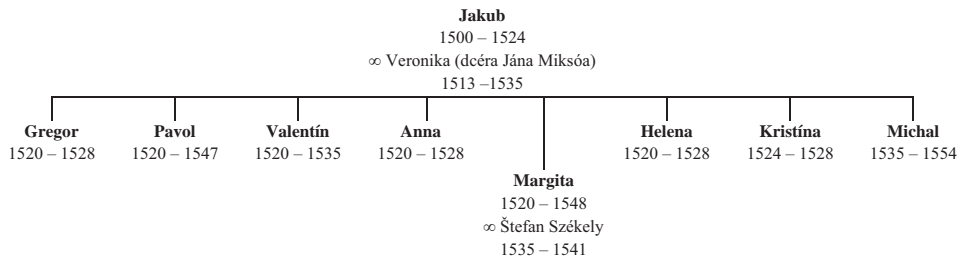 Jakub
1500 – 1524
∞ Veronika (dcéra Jána Miksóa)
1513 –1535
Gregor
1520 – 1528
Pavol
1520 – 1547
Valentín
1520 – 1535
Anna
1520 – 1528
Margita
1520 – 1548
∞ Štefan Székely
1535 – 1541
Helena
1520 – 1528
Kristína
1524 – 1528
Michal
1535 – 1554